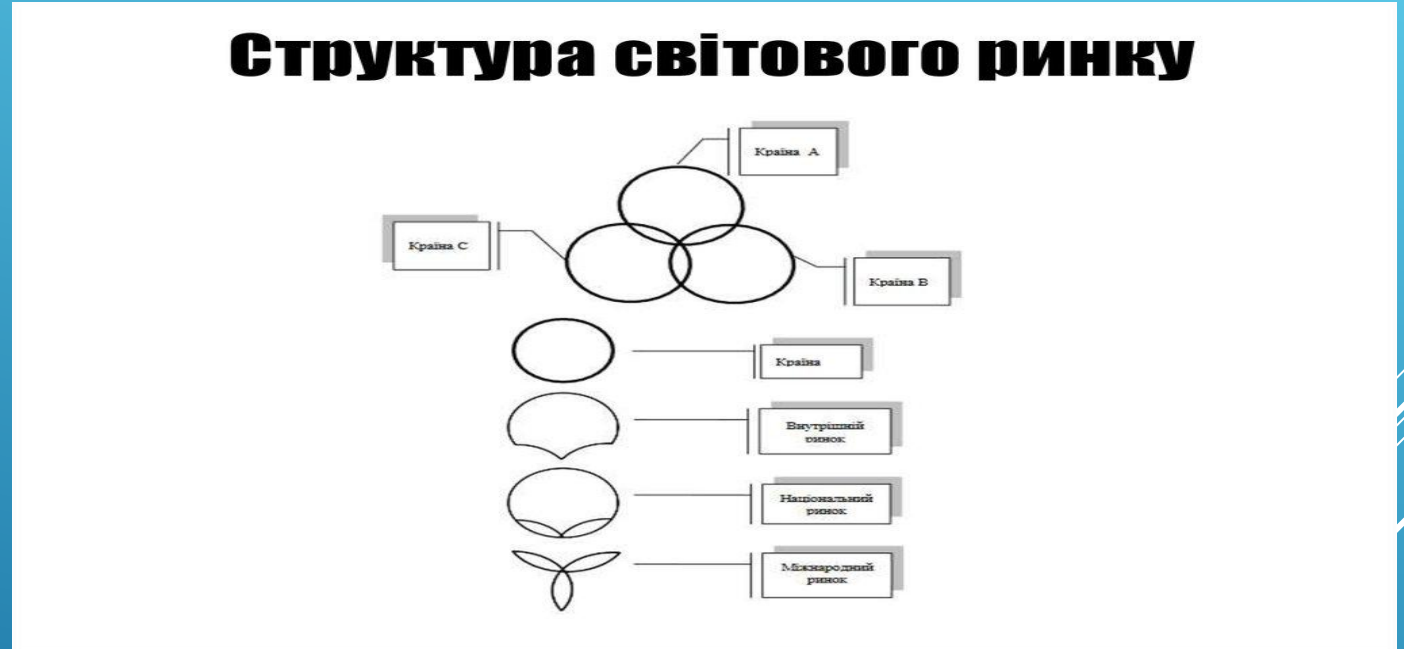 Структура світового ринку
Країна А
Країна С
Країна В
Країна
Внутрішній
ринок
Національний
ринок
Міжнародний
ринок